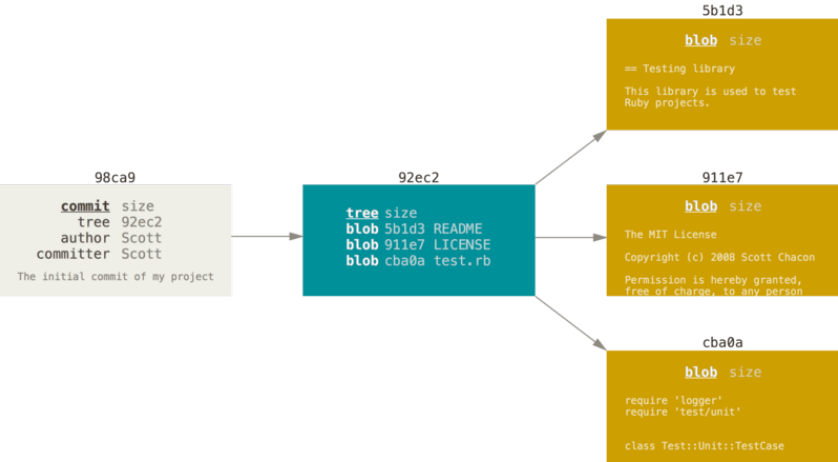 98ca9
commit size
tree 92ec2
author Scott
committer Scott
The initial commit of my project
92ec2
tree size
blob 5b1d3 README
blob 911e7 LICENSE
blob cba0a test.rb
5b1d3
blob size
== Testing library
This library is used to test
Ruby projects.
911e7
blob size
The MIT License
Copyright (c) 2008 Scott Chacon
Permission is hereby granted,
free of charge, to any person
cba0a
blob size
require 'logger'
require 'test/unit'
class Test::Unit::TestCase